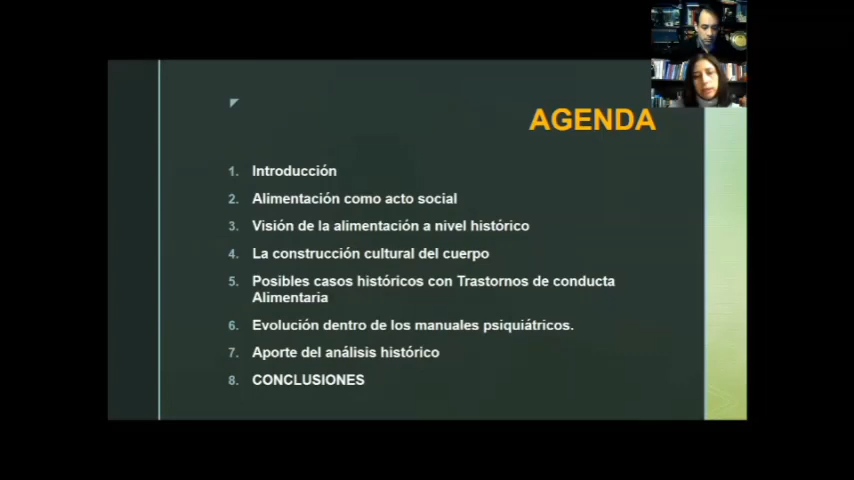 AGENDA
1. Introducción
2. Alimentación como acto social
3. Visión de la alimentación a nivel histórico
4. La construcción cultural del cuerpo
5. Posibles casos históricos con Trastornos de conducta
Alimentaria
6. Evolución dentro de los manuales psiquiátricos.
7. Aporte del análisis histórico
8. CONCLUSIONES